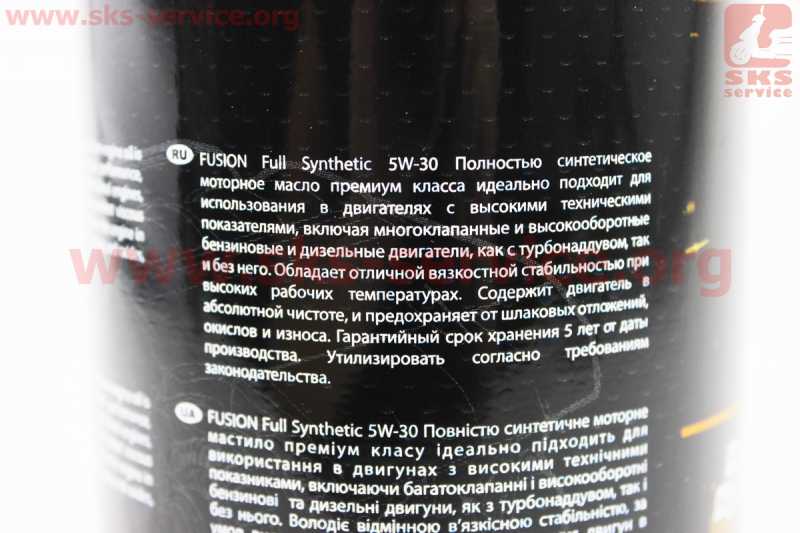 www.sks-service.org
SKS
service
RU
FUSION Full Synthetic 5W-30 Полностью синтетическое
моторное масло премиум класса идеально подходит для
использования в двигателях с высокими техническими
показателями, включая многоклапанные и высокооборотные
бензиновые и дизельные двигатели, как с турбонаддувом, так
и без него. Обладает отличной вязкостной стабильностью при
высоких рабочих температурах. Содержит двигатель в
абсолютной чистоте, и предохраняет от шлаковых отложений,
окислов и износа. Гарантийный срок хранения 5 лет от даты
производства. Утилизировать согласно требованиям
законодательства.
UA
FUSION Full Synthetic 5W-30 Повністю синтетичне моторне
мастило преміум класу ідеально підходить для
використання в двигунах з високими технічними
показниками, включаючи багатоклапанні і високооборотні
бензинові та дизельні двигуни, як з турбонаддувом, так і
без нього. Володіє відмінною в'язкісною стабільністю, за
двигун в
www.sks-service.org